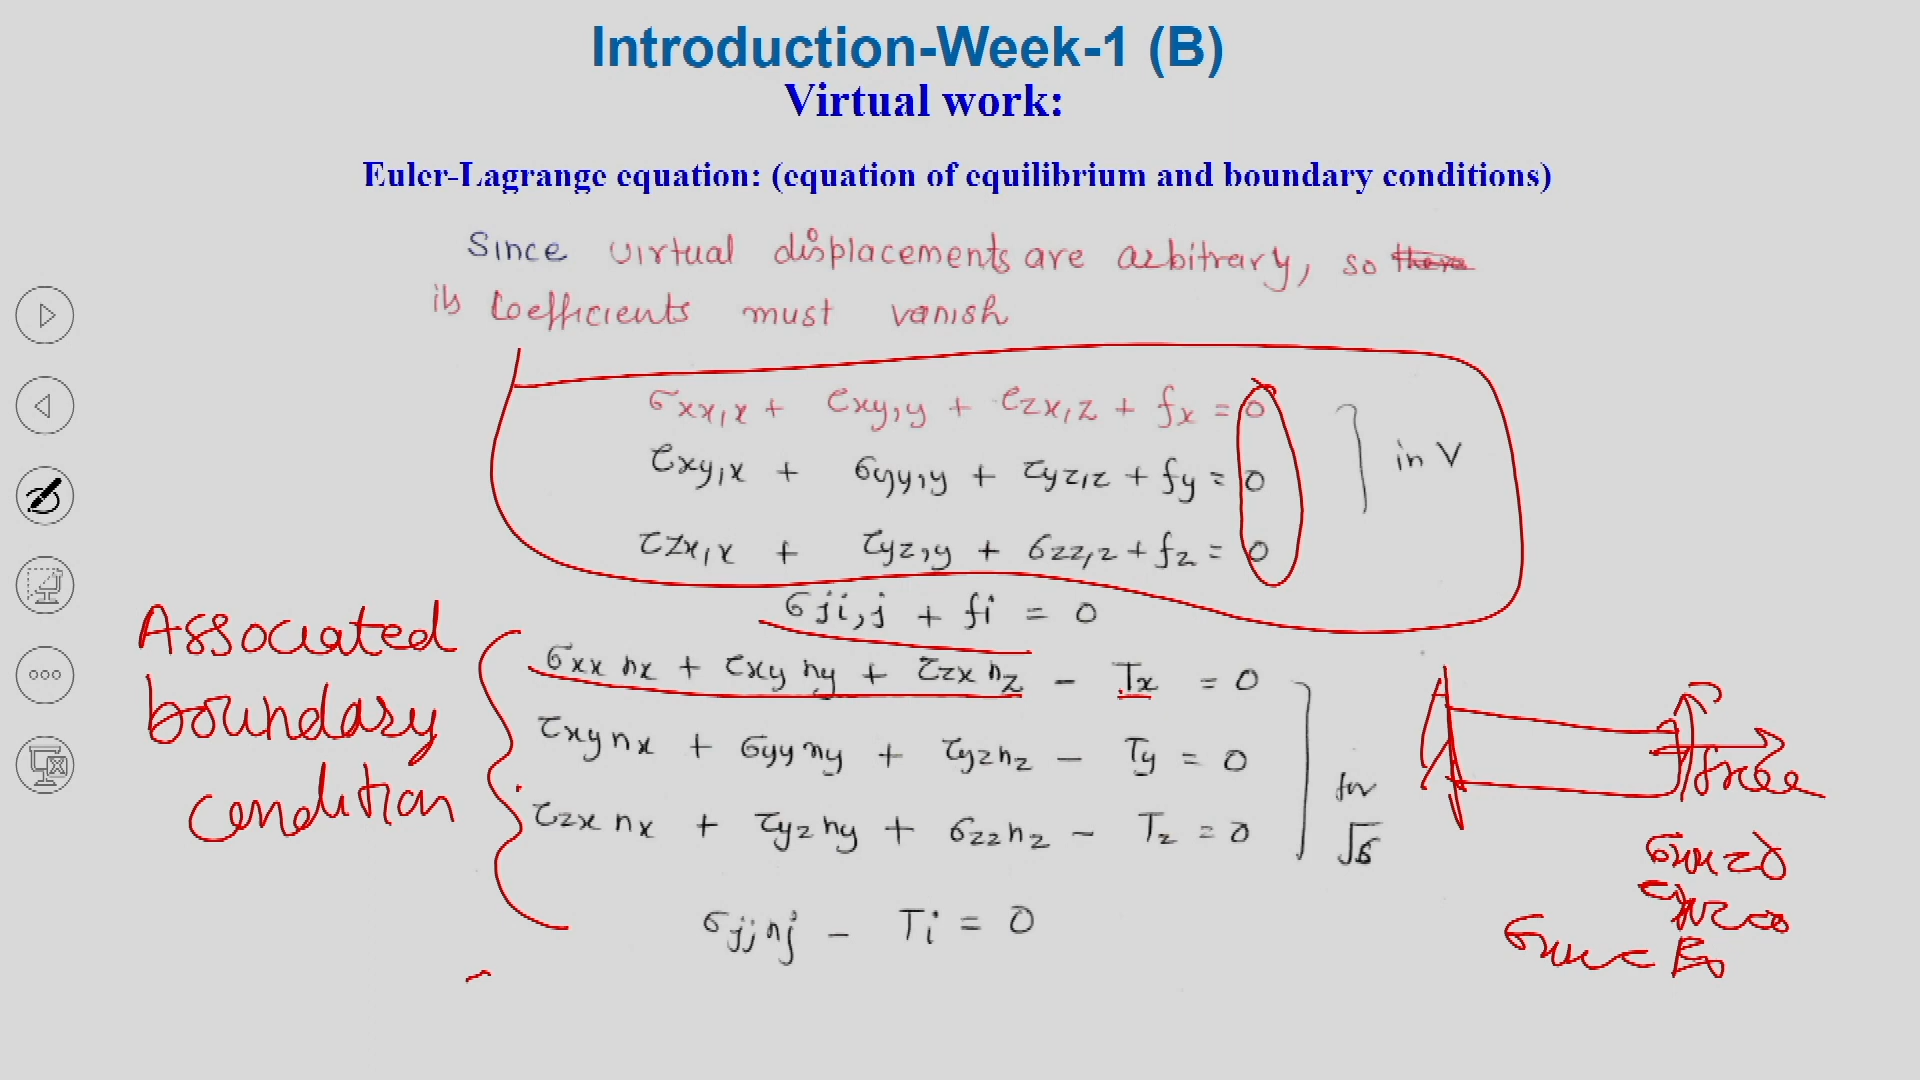 Introduction-Week-1 (B)
Virtual work:
Euler-Lagrange equation: (equation of equilibrium and boundary conditions)
Since virtual displacements are arbitrary, so
its coefficients must vanish
σxx,x + τxy,y + τzx,z + fx = 0
τxy,x + σyy,y + τyz,z + fy = 0
in V
τzx,x + τyz,y + σzz,z + fz = 0
σji,j + fi = 0
Associated
boundary
condition
σxx nx + τxy ny + τzx nz - Tx = 0
τxy nx + σyy ny + τyz nz - Ty = 0
τzx nx + τyz ny + σzz nz - Tz = 0
for
σjj nj - Ti = 0
free